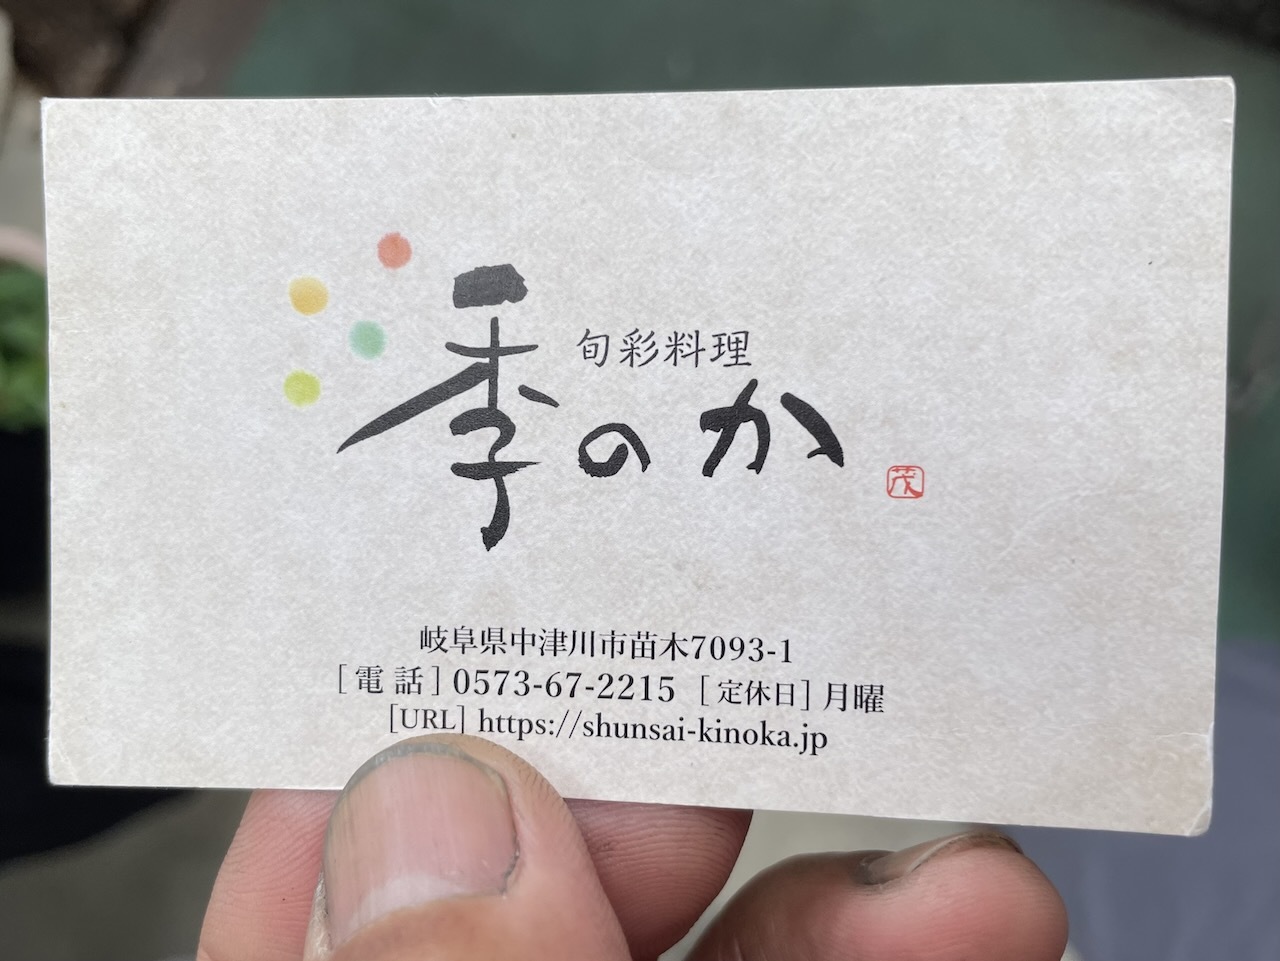 旬彩料理
季のか
茂
岐阜県中津川市苗木7093-1
[電話] 0573-67-2215 [定休日] 月曜
[URL] https://shunsai-kinoka.jp